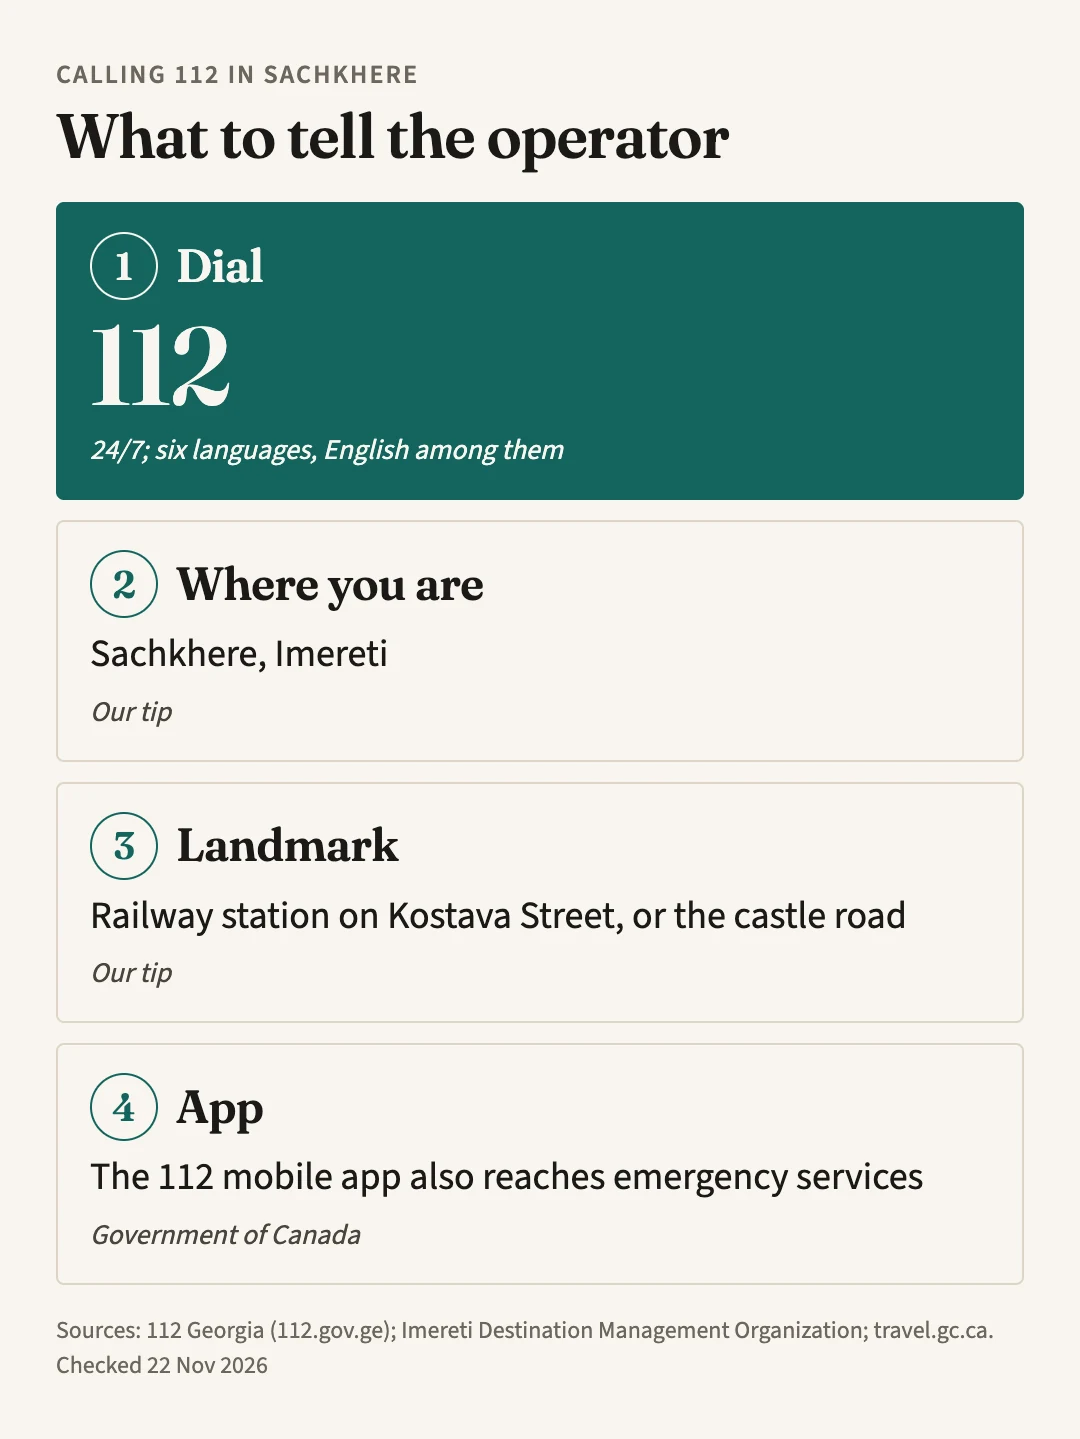 CALLING 112 IN SACHKHERE
What to tell the operator
1 Dial
112
24/7; six languages, English among them
2 Where you are
Sachkhere, Imereti
Our tip
3 Landmark
Railway station on Kostava Street, or the castle road
Our tip
4 App
The 112 mobile app also reaches emergency services
Government of Canada
Sources: 112 Georgia (112.gov.ge); Imereti Destination Management Organization; travel.gc.ca.
Checked 22 Nov 2026